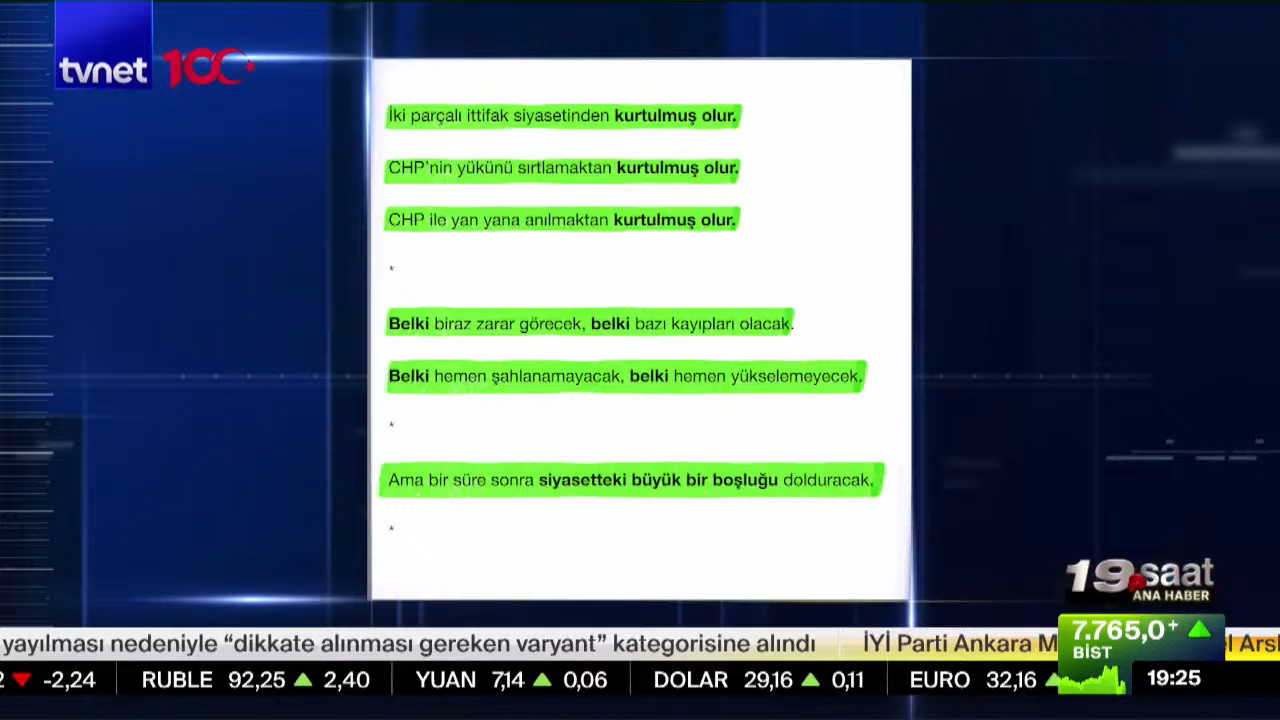 tvnet 100
İki parçalı ittifak siyasetinden kurtulmuş olur.
CHP'nin yükünü sırtlamaktan kurtulmuş olur.
CHP ile yan yana anılmaktan kurtulmuş olur.
*
Belki biraz zarar görecek, belki bazı kayıpları olacak.
Belki hemen şahlanamayacak, belki hemen yükselemeyecek.
*
Ama bir süre sonra siyasetteki büyük bir boşluğu dolduracak.
*
19.saat
ANA HABER
yayılması nedeniyle “dikkate alınması gereken varyant” kategorisine alındı İYİ Parti Ankara
7.765,0+
BİST
-2,24 RUBLE 92,25 2,40 YUAN 7,14 0,06 DOLAR 29,16 0,11 EURO 32,16
19:25